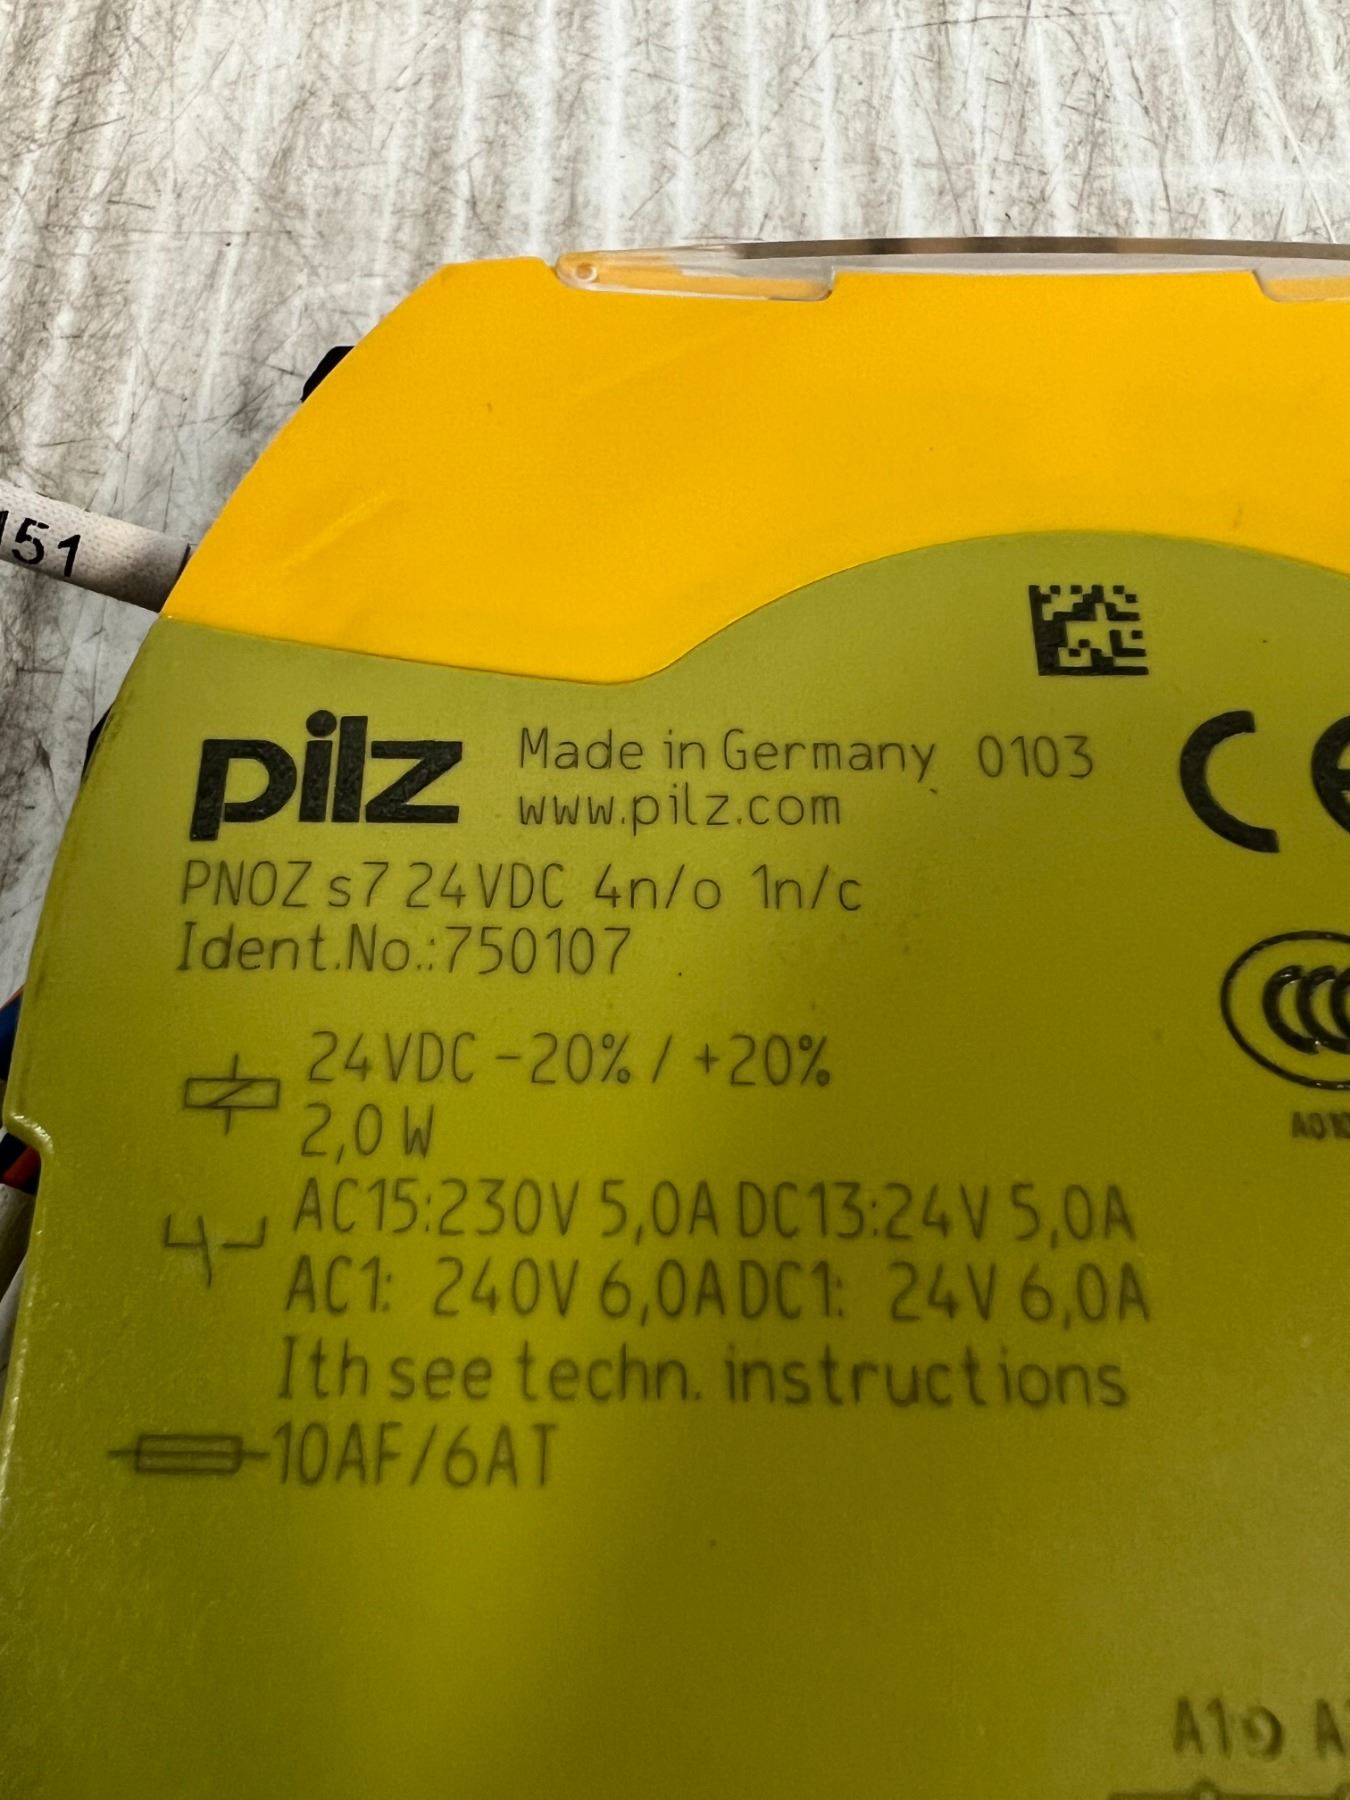 151
pilz Made in Germany 0103
www.pilz.com
PNOZ s7 24VDC 4n/o 1n/c
Ident.No.:750107
24VDC -20% / +20%
2,0 W
AC15:230V 5,0A DC13:24V 5,0A
AC1: 240V 6,0A DC1: 24V 6,0A
Ith see techn. instructions
10AF/6AT
A1